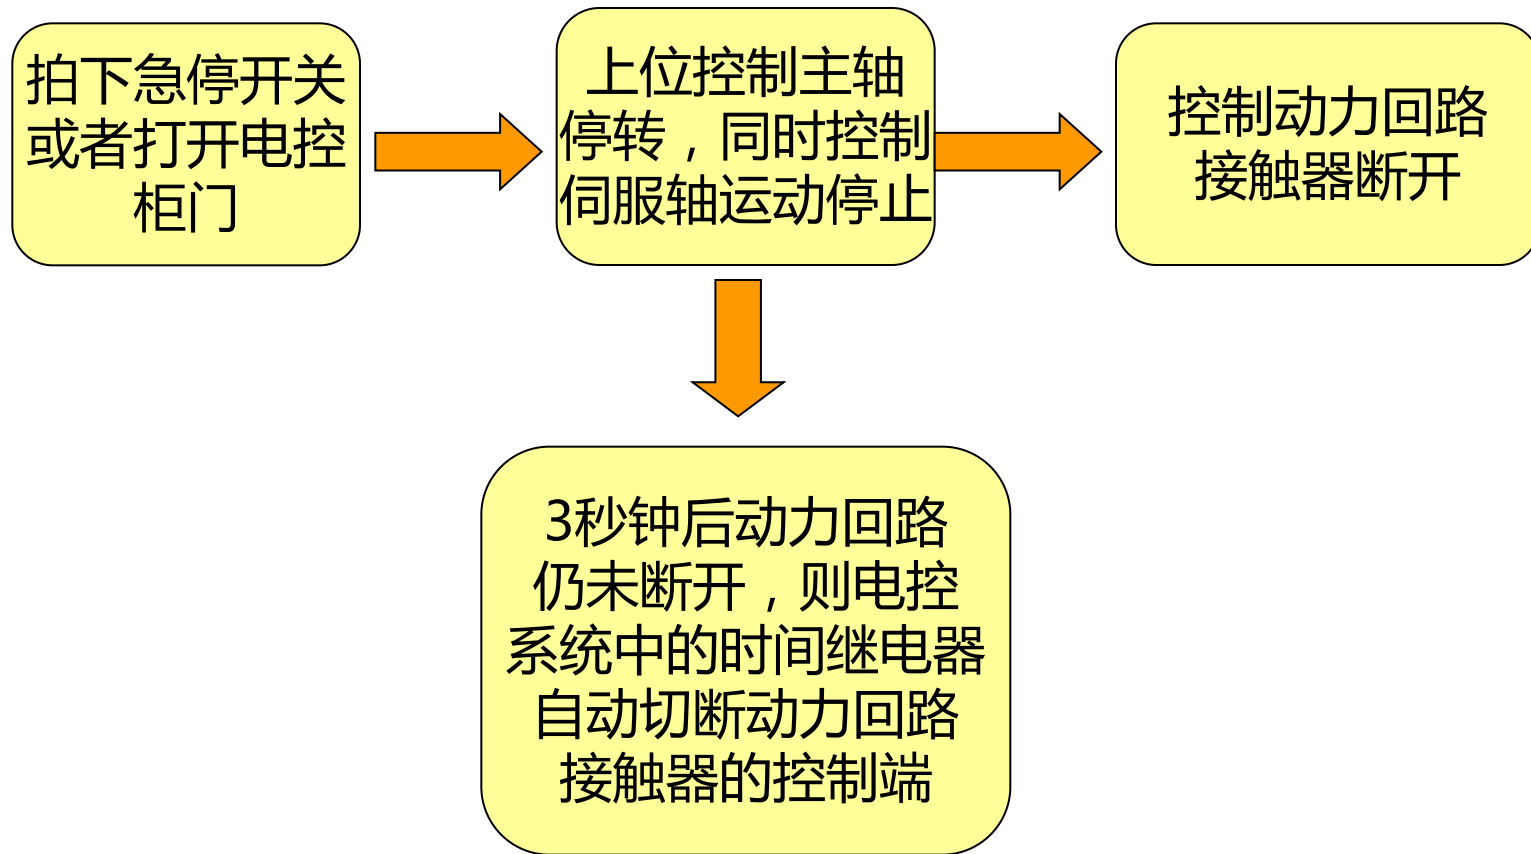 拍下急停开关
或者打开电控
柜门
上位控制主轴
停转，同时控制
伺服轴运动停止
控制动力回路
接触器断开
3秒钟后动力回路
仍未断开，则电控
系统中的时间继电器
自动切断动力回路
接触器的控制端